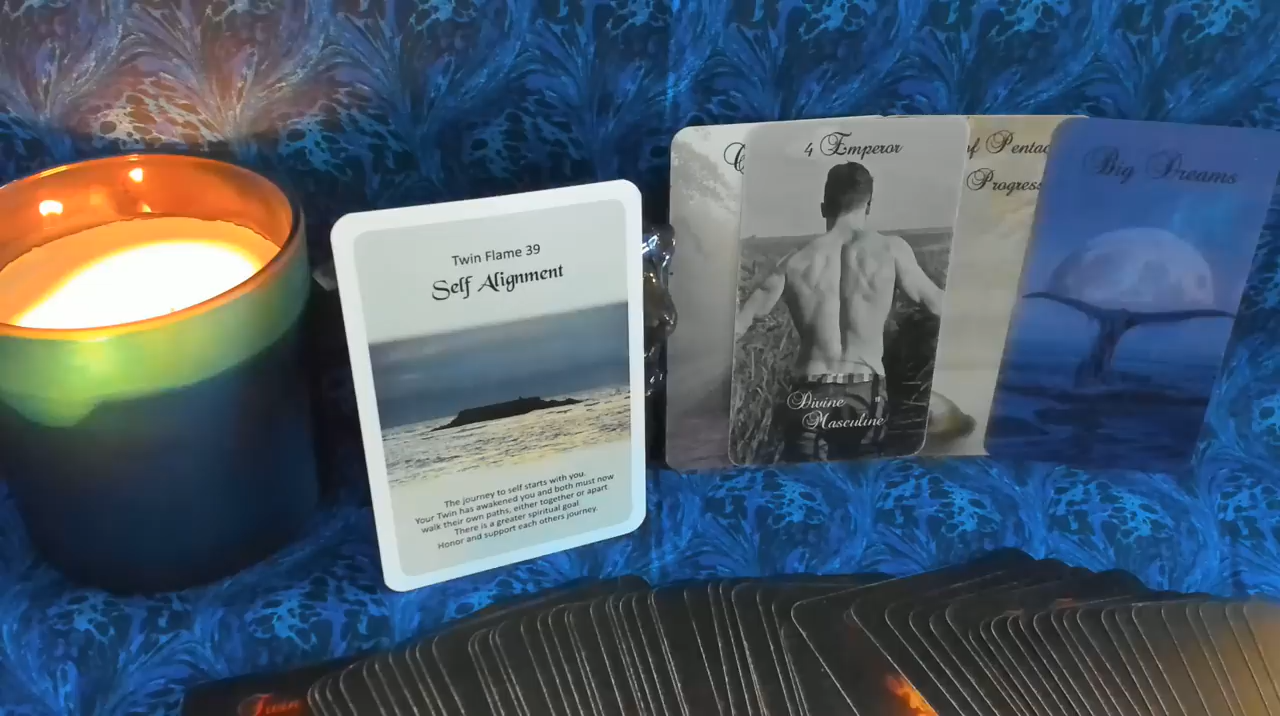 Twin Flame 39
Self Alignment
The journey to self starts with you.
Your Twin has awakened you and both must now
walk their own paths, either together or apart.
There is a greater spiritual goal
Honor and support each others journey.
4 Emperor
Divine
Masculine
of Pentac
Progress
Big Dreams